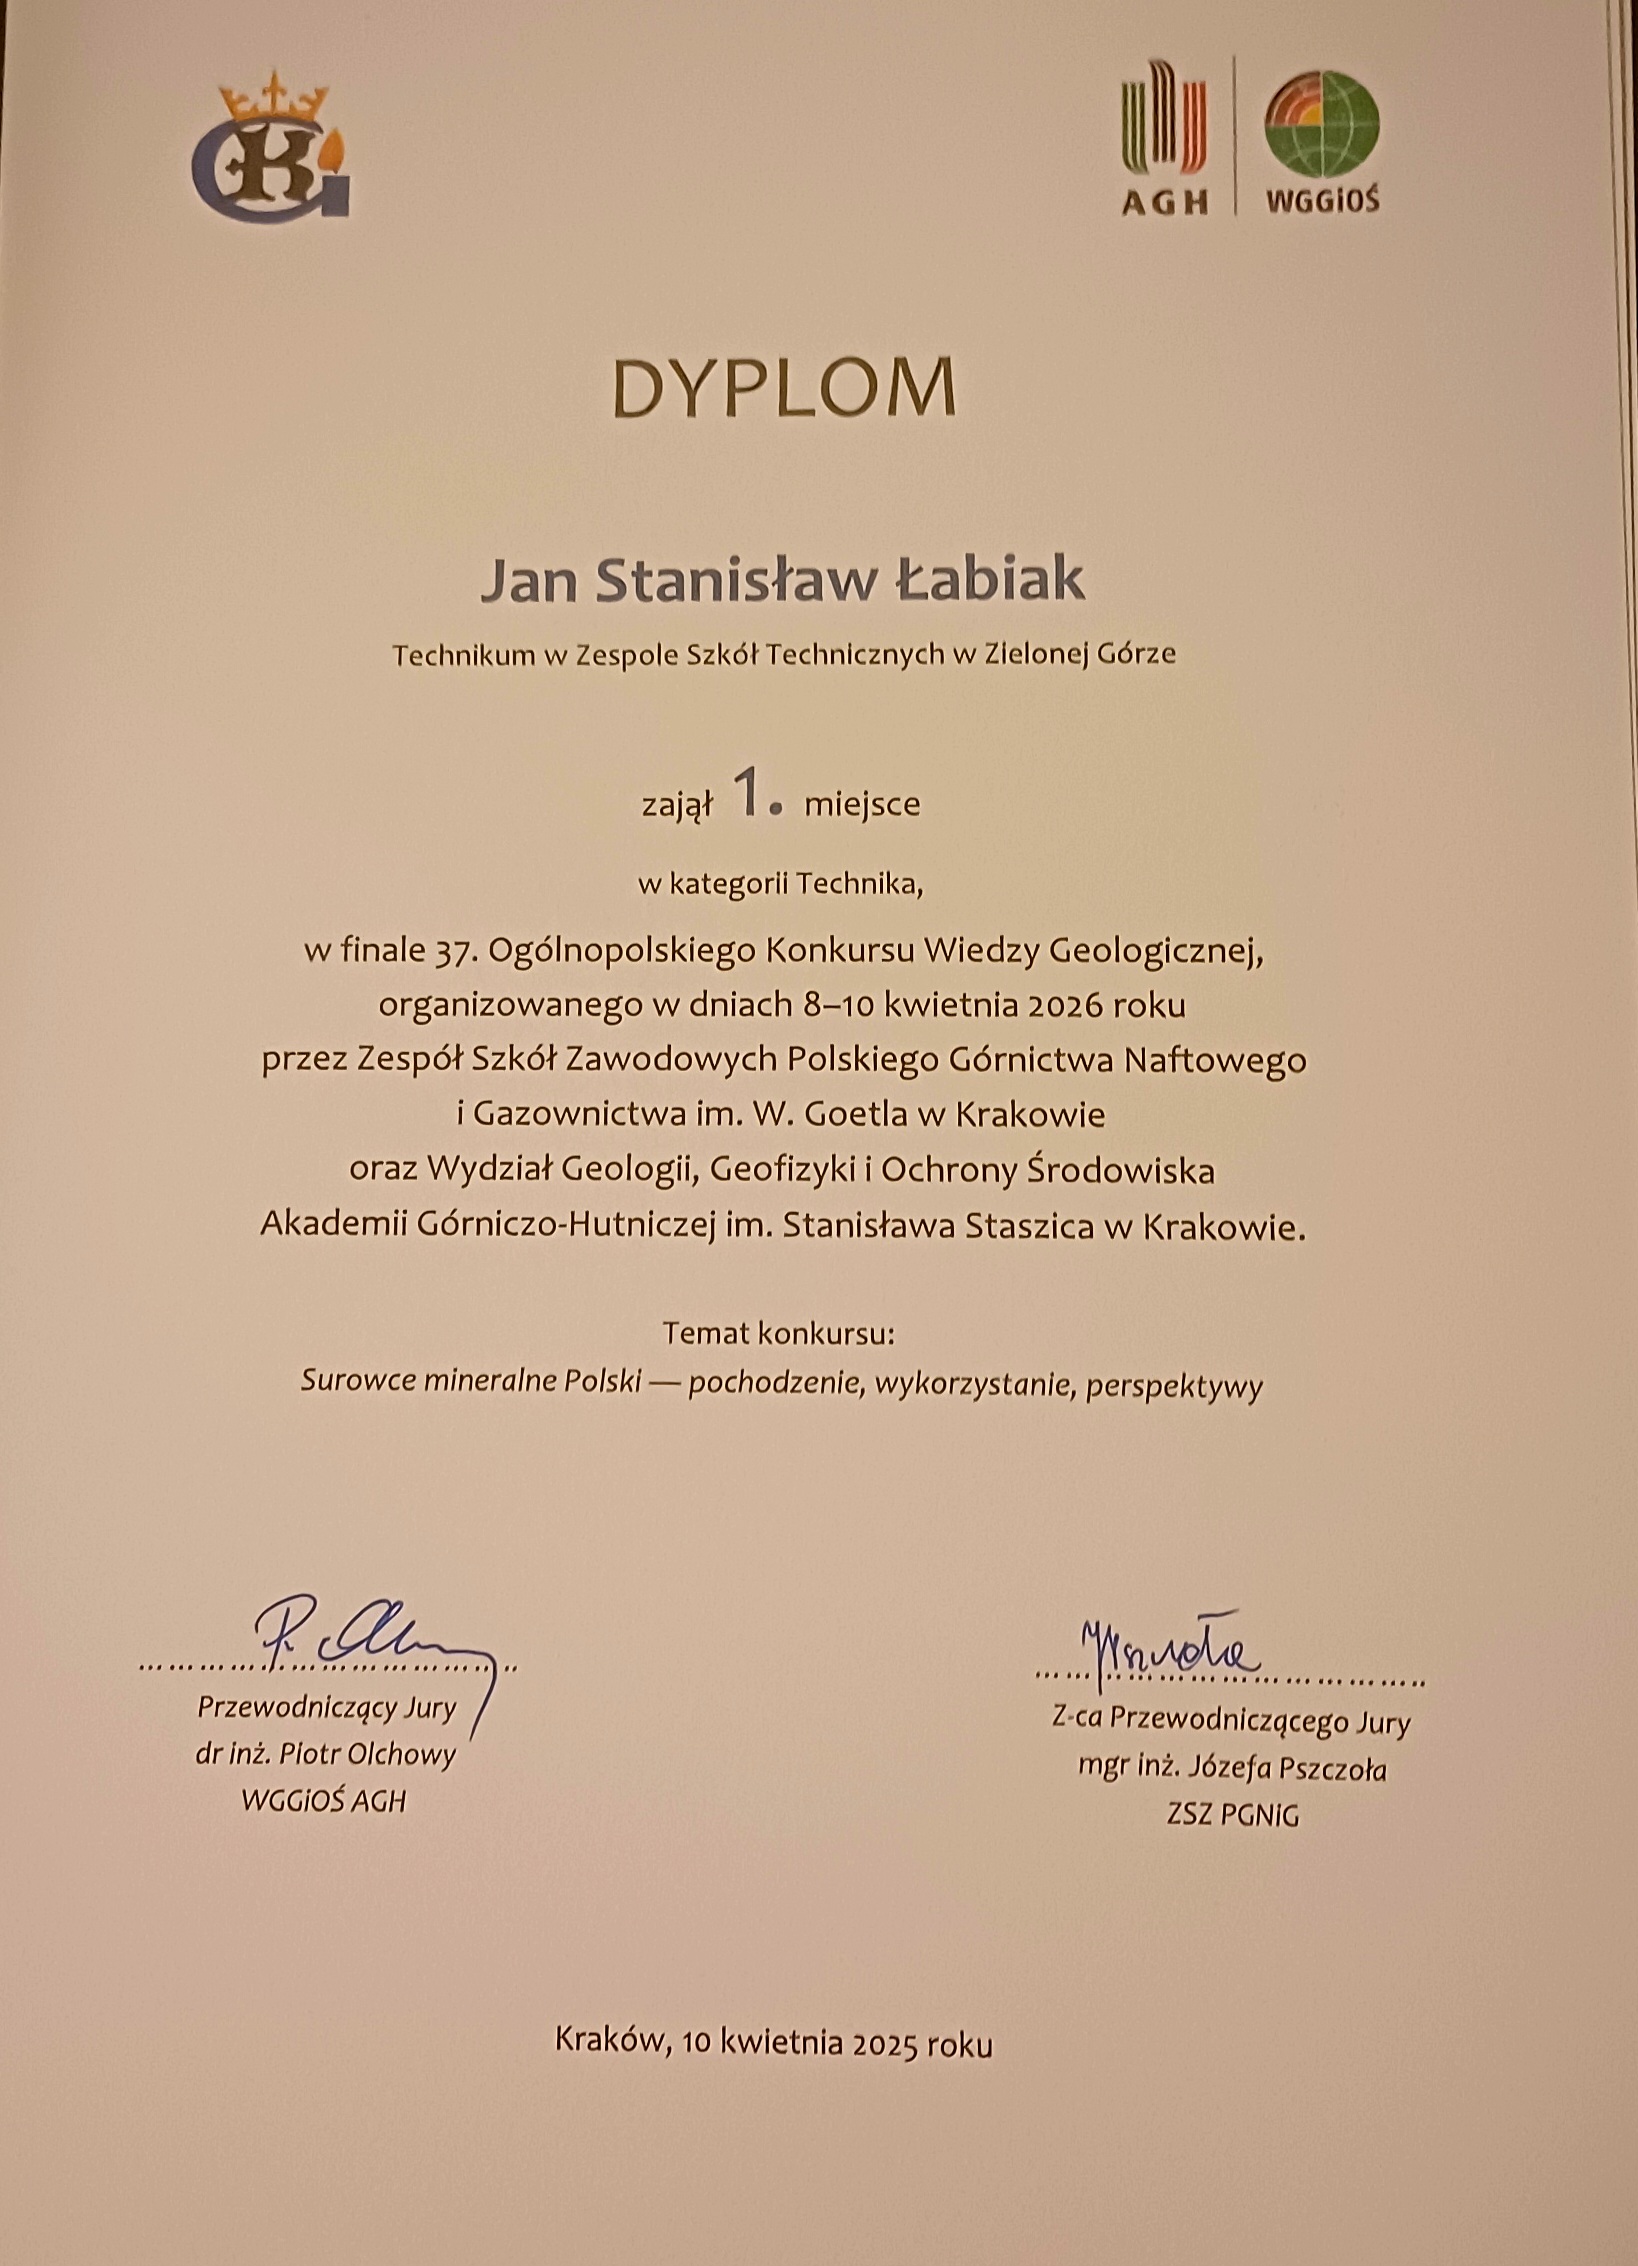 AGH
WGGiOŚ
DYPLOM
Jan Stanisław Łabiak
Technikum w Zespole Szkół Technicznych w Zielonej Górze
zajął 1. miejsce
w kategorii Technika,
w finale 37. Ogólnopolskiego Konkursu Wiedzy Geologicznej,
organizowanego w dniach 8–10 kwietnia 2026 roku
przez Zespół Szkół Zawodowych Polskiego Górnictwa Naftowego
i Gazownictwa im. W. Goetla w Krakowie
oraz Wydział Geologii, Geofizyki i Ochrony Środowiska
Akademii Górniczo-Hutniczej im. Stanisława Staszica w Krakowie.
Temat konkursu:
Surowce mineralne Polski — pochodzenie, wykorzystanie, perspektywy
Przewodniczący Jury
dr inż. Piotr Olchowy
WGGiOŚ AGH
Z-ca Przewodniczącego Jury
mgr inż. Józefa Pszczoła
ZSZ PGNiG
Kraków, 10 kwietnia 2025 roku